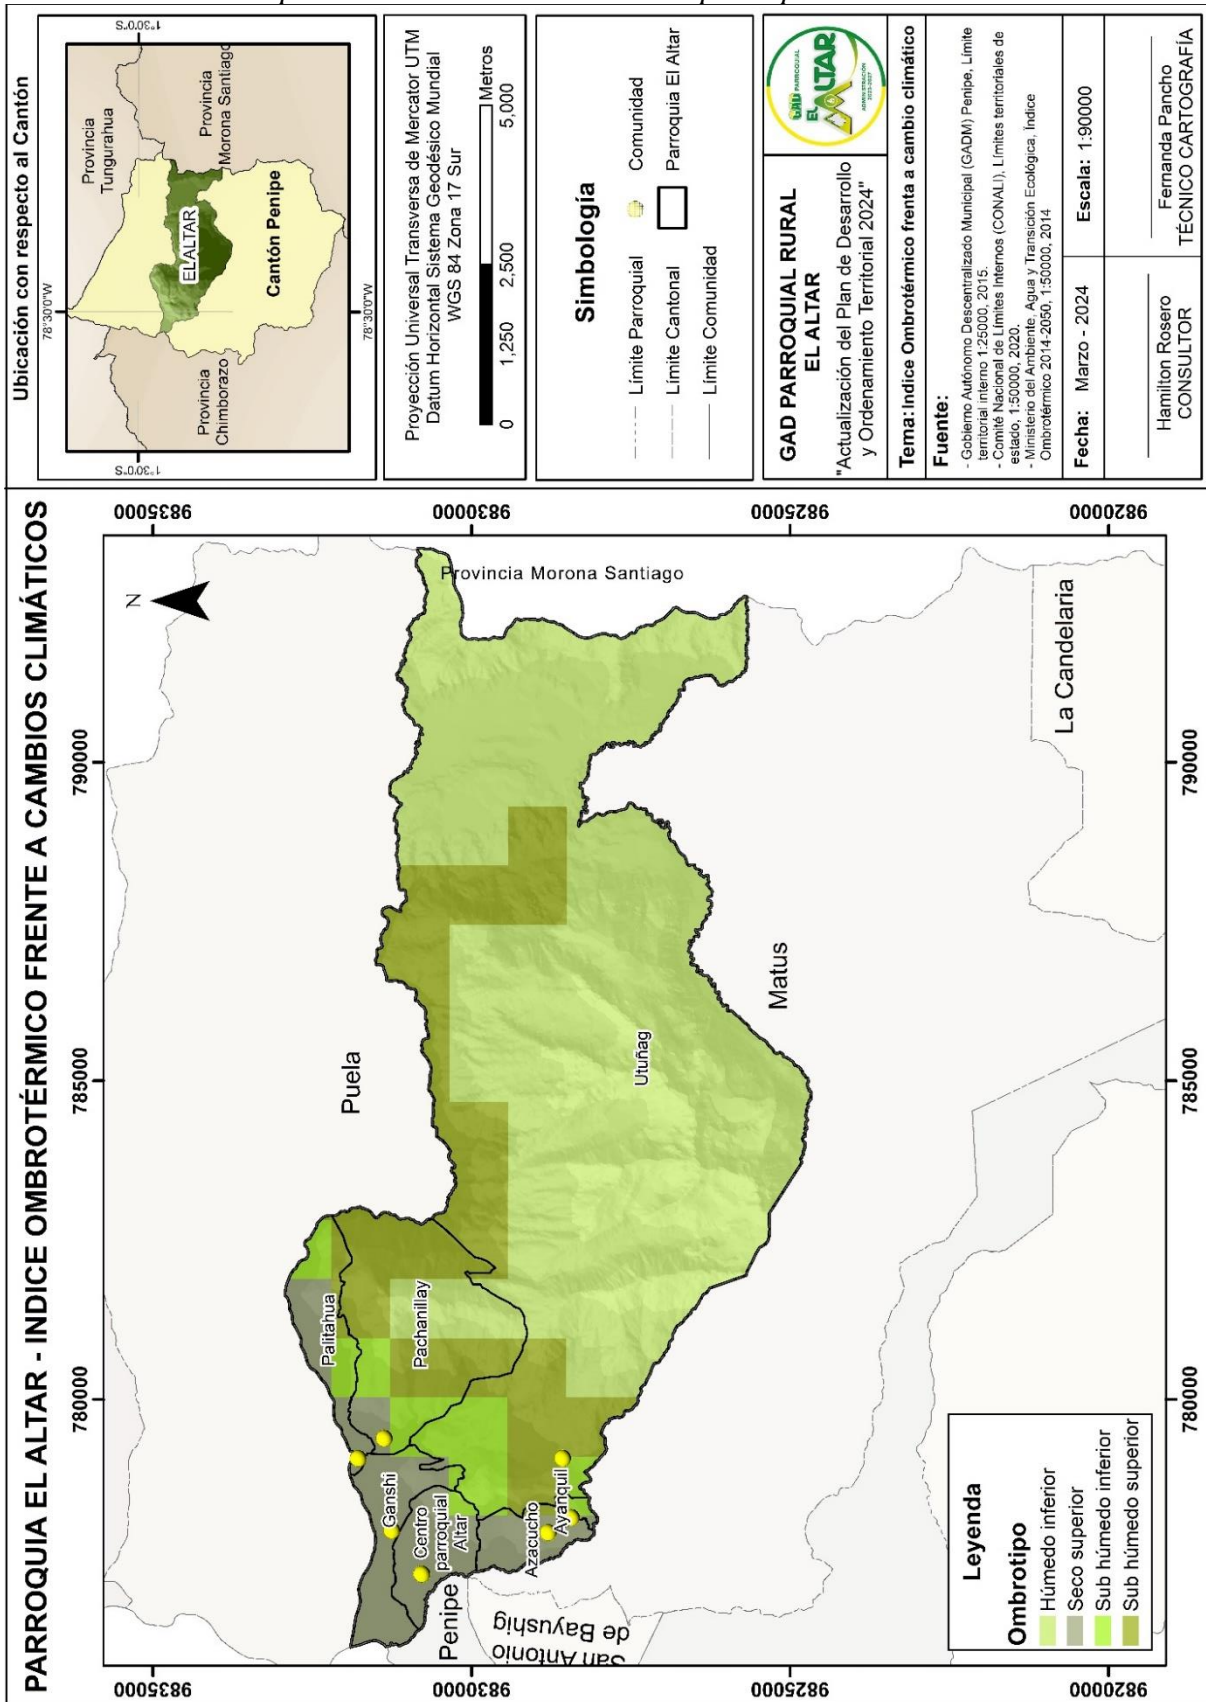 PARROQUIA EL ALTAR - INDICE OMBROTÉRMICO FRENTE A CAMBIOS CLIMÁTICOS
780000
785000
790000
9835000
9830000
9825000
9820000
N
Puela
Palitahua
Pachanillay
Ganshi
Centro
parroquial
Altar
Azacucho
Ayanquil
Utuñag
Provincia Morona Santiago
Penipe
San Antonio
de Bayushig
Matus
La Candelaria
Leyenda
Ombrotipo
Húmedo inferior
Seco superior
Sub húmedo inferior
Sub húmedo superior
9835000
9830000
9825000
9820000
780000
785000
790000
Ubicación con respecto al Cantón
78°30'0"W
1°30'0"S
1°30'0"S
Provincia
Tungurahua
Provincia
Morona Santiago
EL ALTAR
Provincia
Chimborazo
Cantón Penipe
78°30'0"W
Proyección Universal Transversa de Mercator UTM
Datum Horizontal Sistema Geodésico Mundial
WGS 84 Zona 17 Sur
0 1,250 2,500 5,000
Metros
Simbología
Límite Parroquial
Límite Cantonal
Límite Comunidad
Comunidad
Parroquia El Altar
GAD PARROQUIAL RURAL
EL ALTAR
"Actualización del Plan de Desarrollo
y Ordenamiento Territorial 2024"
PARROQUIAL
EL
ALTAR
ADMINISTRACIÓN
2023-2027
Tema: Indice Ombrotérmico frente a cambio climático
Fuente:
- Gobierno Autónomo Descentralizado Municipal (GADM) Penipe, Límite
territorial interno 1:25000, 2015.
- Comité Nacional de Límites Internos (CONALI), Límites territoriales de
estado, 1:50000, 2020.
- Ministerio del Ambiente, Agua y Transición Ecológica, Índice
Ombrotérmico 2014-2050, 1:50000, 2014
Fecha: Marzo - 2024
Escala: 1:90000
Hamilton Rosero
CONSULTOR
Fernanda Pancho
TÉCNICO CARTOGRAFÍA